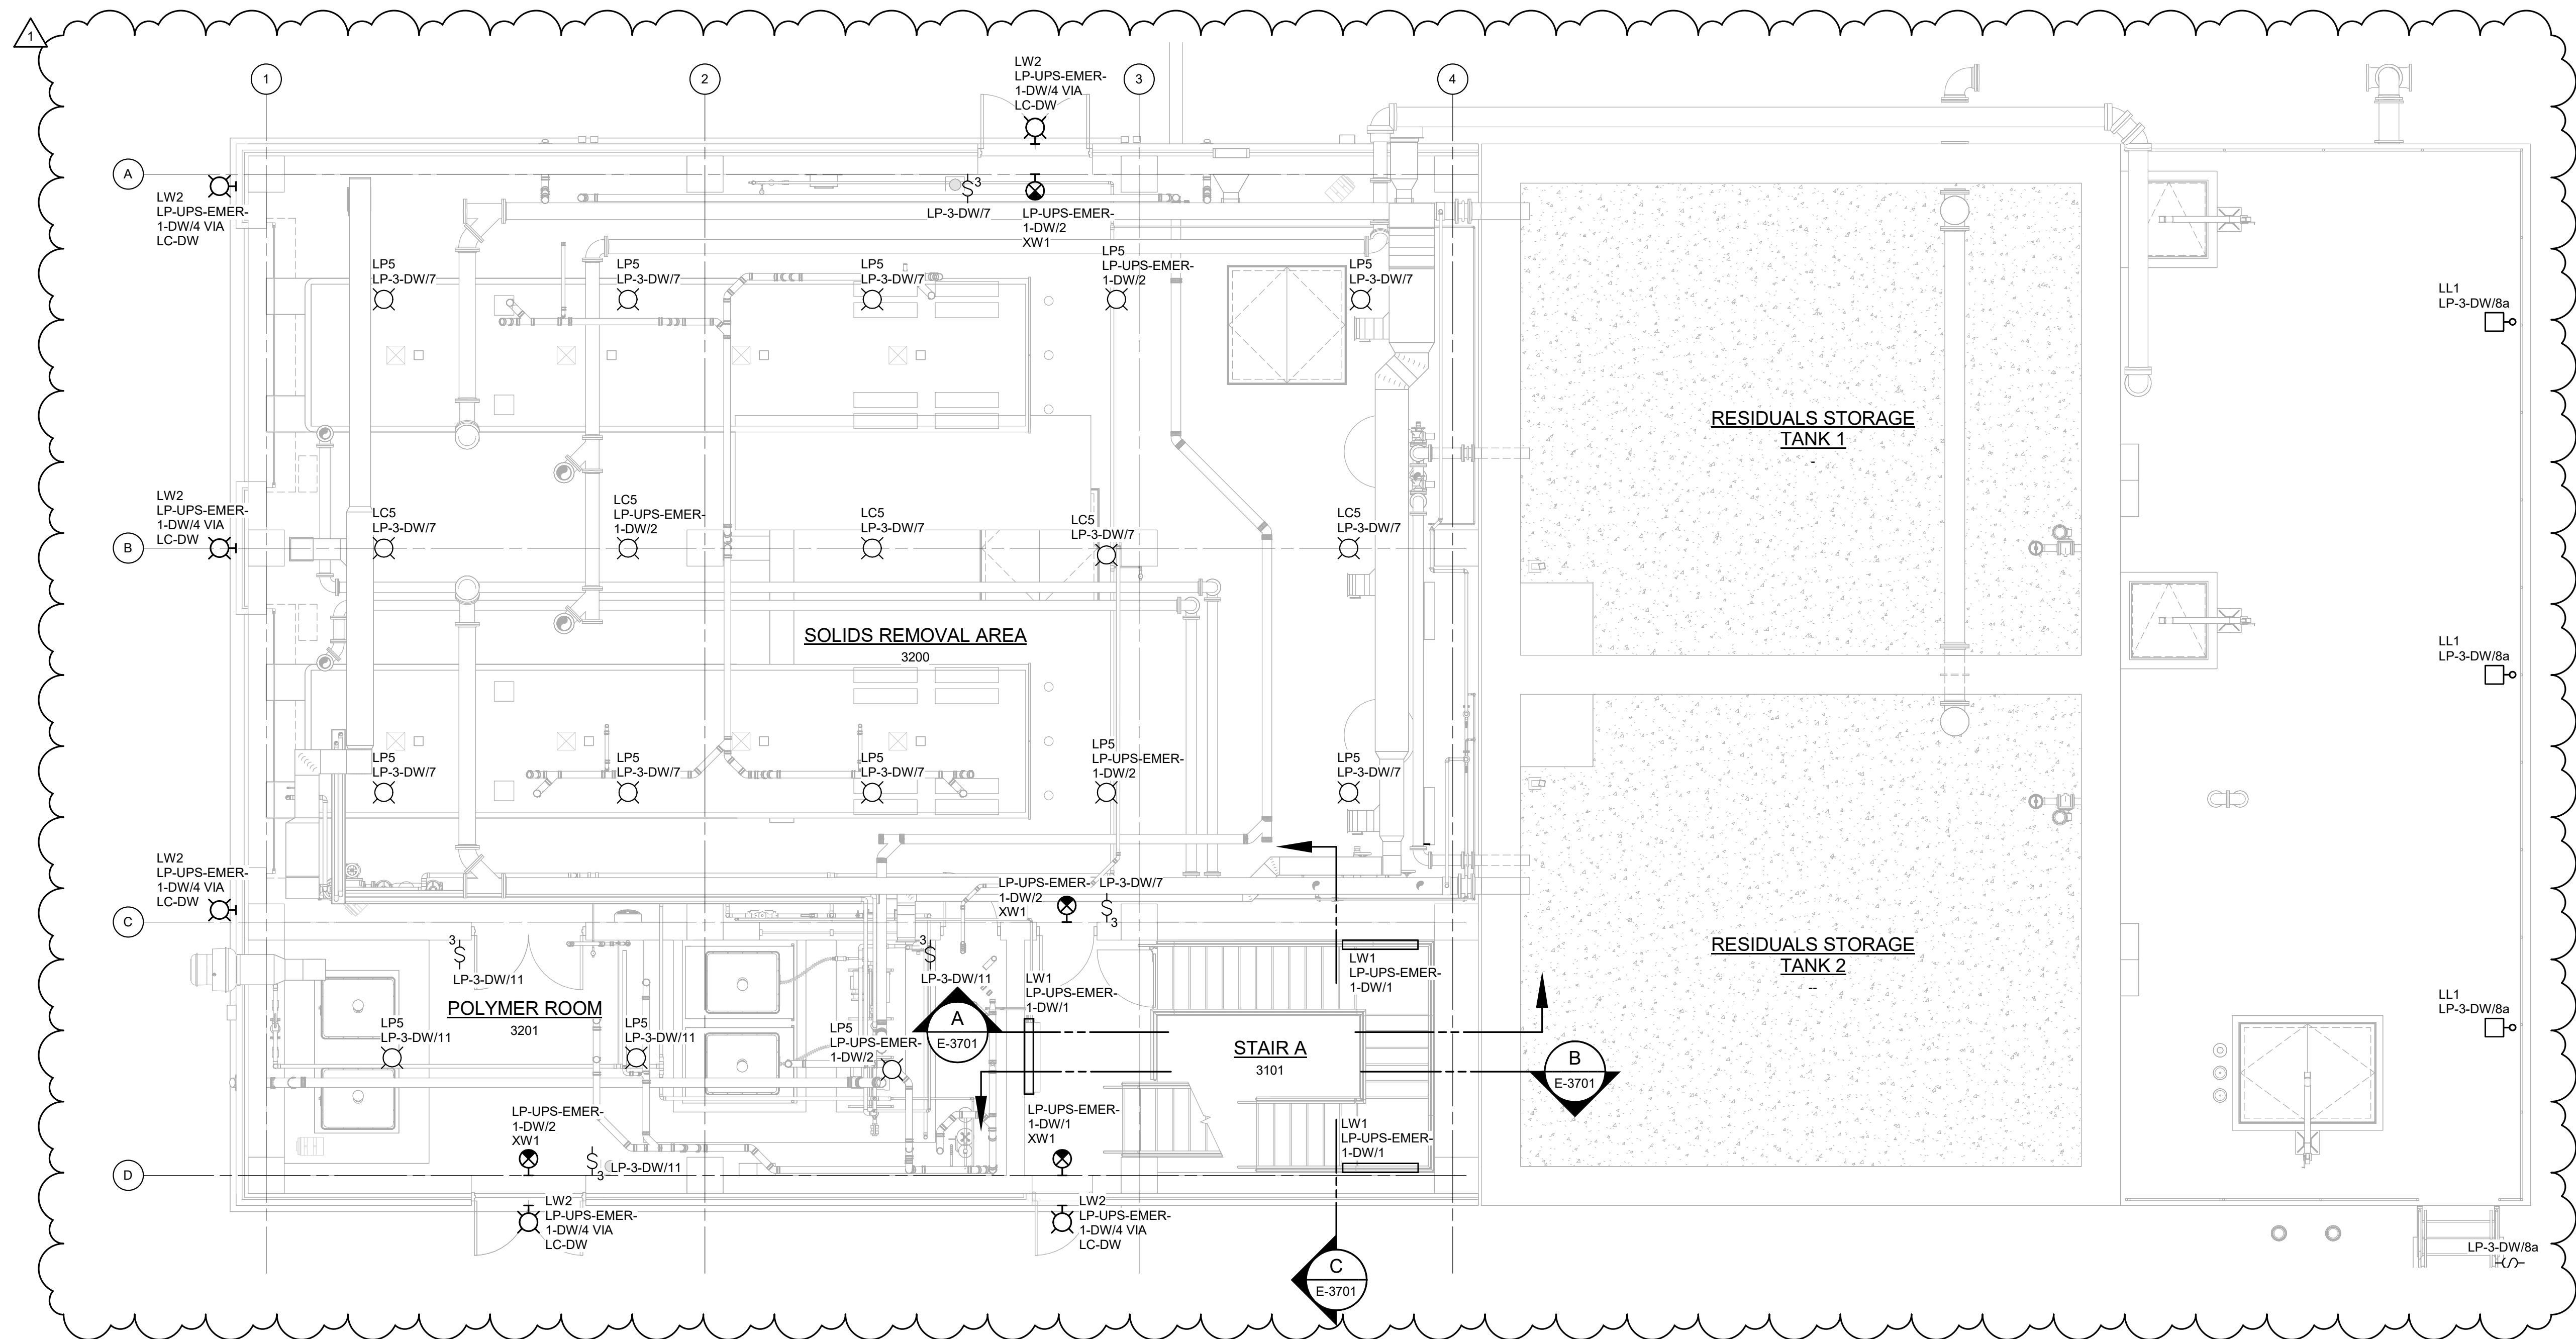 1
1
2
3
4
LW2
LP-UPS-EMER-
1-DW/4 VIA
LC-DW
A
LW2
LP-UPS-EMER-
1-DW/4 VIA
LC-DW
S3
LP-3-DW/7
LP-UPS-EMER-
1-DW/2
XW1
LP5
LP-3-DW/7
LP5
LP-3-DW/7
LP5
LP-3-DW/7
LP5
LP-UPS-EMER-
1-DW/2
LP5
LP-3-DW/7
LL1
LP-3-DW/8a
RESIDUALS STORAGE
TANK 1
-
B
LW2
LP-UPS-EMER-
1-DW/4 VIA
LC-DW
LC5
LP-3-DW/7
LC5
LP-UPS-EMER-
1-DW/2
LC5
LP-3-DW/7
LC5
LP-3-DW/7
LC5
LP-3-DW/7
SOLIDS REMOVAL AREA
3200
LL1
LP-3-DW/8a
LP5
LP-3-DW/7
LP5
LP-3-DW/7
LP5
LP-3-DW/7
LP5
LP-UPS-EMER-
1-DW/2
LP5
LP-3-DW/7
C
LW2
LP-UPS-EMER-
1-DW/4 VIA
LC-DW
LP-UPS-EMER-
1-DW/2
XW1
LP-3-DW/7
S3
3S
LP-3-DW/11
3S
LP-3-DW/11
POLYMER ROOM
3201
LW1
LP-UPS-EMER-
1-DW/1
LW1
LP-UPS-EMER-
1-DW/1
RESIDUALS STORAGE
TANK 2
--
LL1
LP-3-DW/8a
LP5
LP-3-DW/11
LP5
LP-3-DW/11
LP5
LP-UPS-EMER-
1-DW/2
A
E-3701
STAIR A
3101
B
E-3701
D
LP-UPS-EMER-
1-DW/2
XW1
S3
LP-3-DW/11
LP-UPS-EMER-
1-DW/1
XW1
LW1
LP-UPS-EMER-
1-DW/1
LW2
LP-UPS-EMER-
1-DW/4 VIA
LC-DW
LW2
LP-UPS-EMER-
1-DW/4 VIA
LC-DW
C
E-3701
LP-3-DW/8a
S